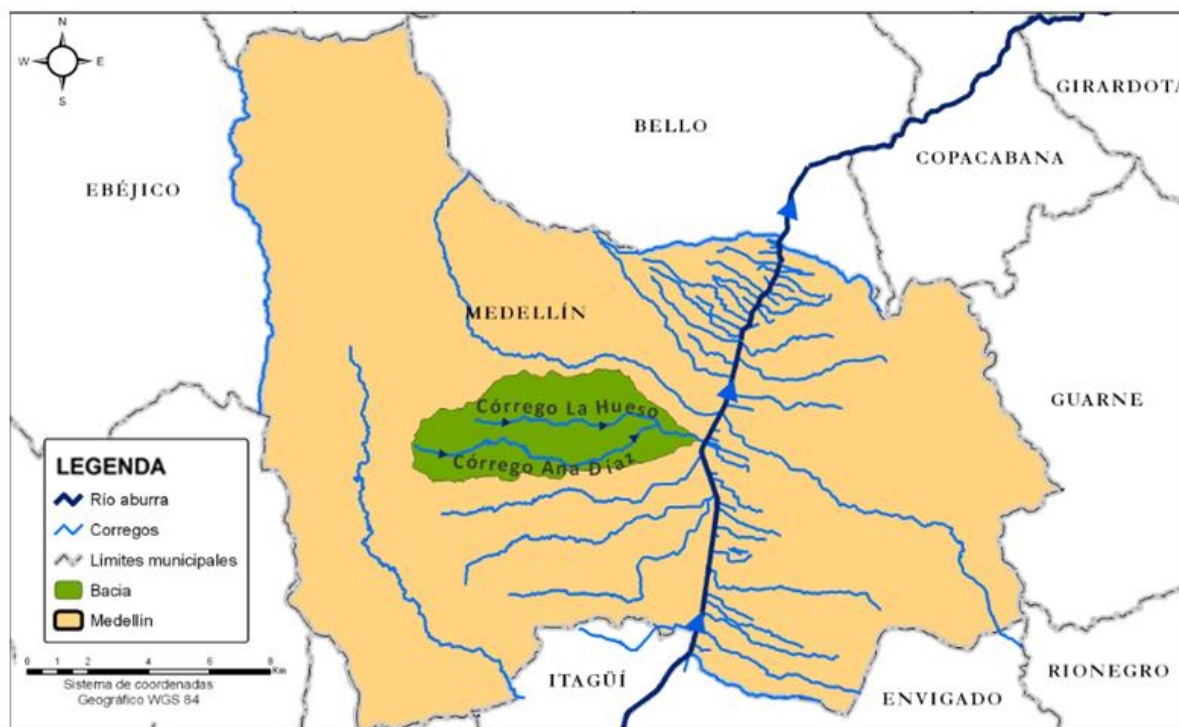 N
W E
S
GIRARDOTA
BELLO
COPACABANA
EBÉJICO
MEDELLÍN
GUARNE
Córrego La Hueso
Córrego Ana Díaz
LEGENDA
Río aburra
Corregos
Límites municipales
Bacia
Medellín
0 1 2 4 6 8
Km
Sistema de coordenadas
Geográfico WGS 84
ITAGÜÍ
ENVIGADO
RIONEGRO